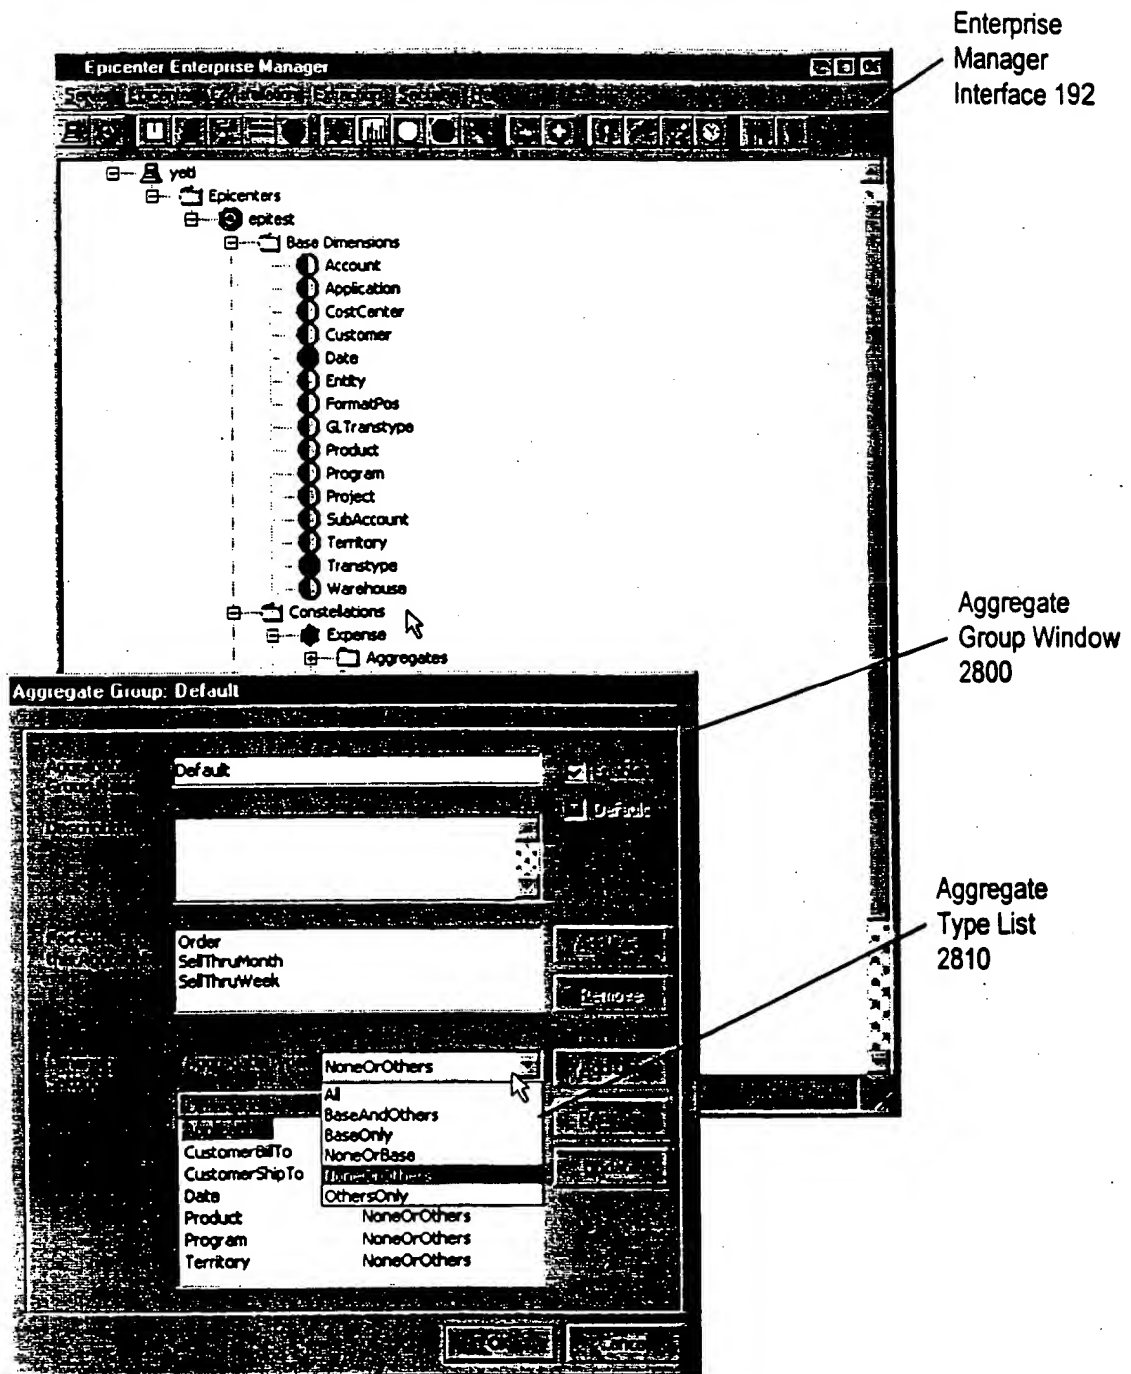 Enterprise
Manager
Interface 192
Epicenter Enterprise Manager
yeti
Epicenters
epitest
Base Dimensions
Account
Application
CostCenter
Customer
Date
Entity
FormatPos
GLTranstype
Product
Program
Project
SubAccount
Territory
Transtype
Warehouse
Constellations
Expense
Aggregates
Aggregate
Group Window
2800
Aggregate Group: Default
Default
Default
Aggregate
Type List
2810
Order
SellThruMonth
SellThruWeek
Remove
NoneOrOthers
All
BaseAndOthers
BaseOnly
NoneOrBase
NoneOrOthers
OthersOnly
CustomerBillTo
CustomerShipTo
Date
Product NoneOrOthers
Program NoneOrOthers
Territory NoneOrOthers
Cancel